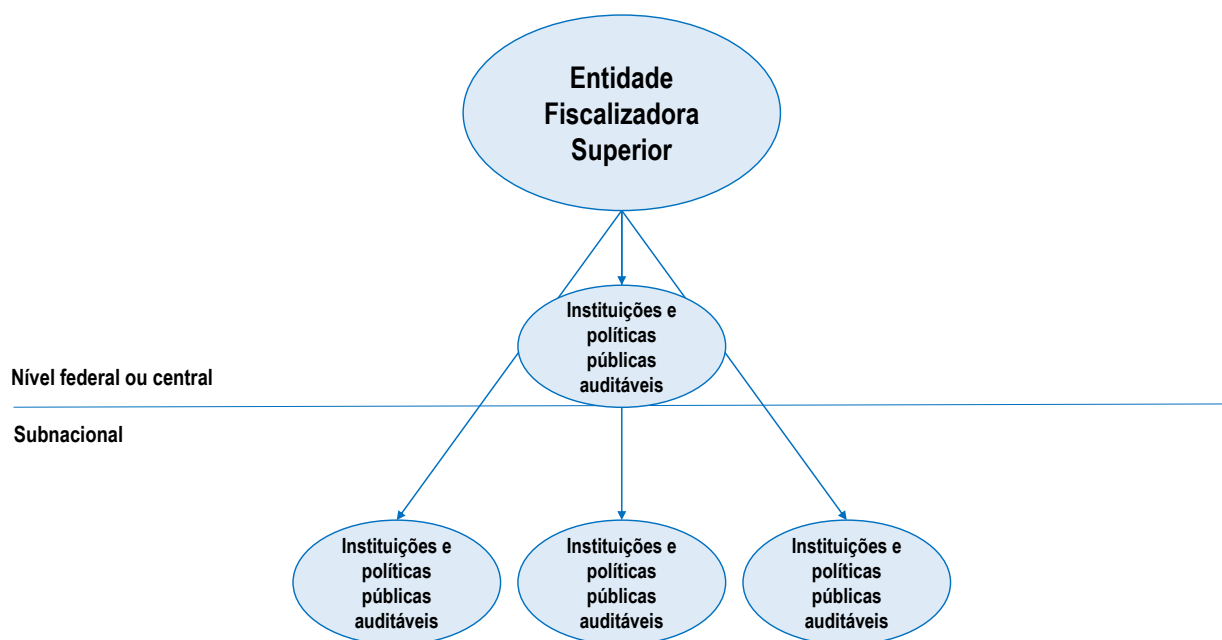 Entidade
Fiscalizadora
Superior
Instituições e
políticas
públicas
auditáveis
Nível federal ou central
Subnacional
Instituições e
políticas
públicas
auditáveis
Instituições e
políticas
públicas
auditáveis
Instituições e
políticas
públicas
auditáveis